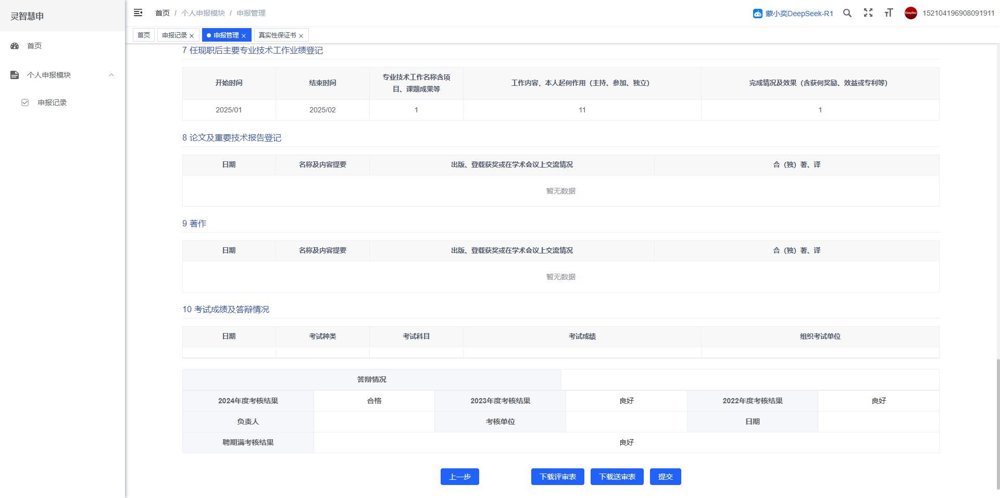 灵智慧申
首页
个人申报模块
申报记录
首页 / 个人申报模块 / 申报管理
蒙小奕DeepSeek-R1
152104196908091911
首页
申报记录 ×
申报管理 ×
真实性保证书 ×
7 任现职后主要专业技术工作业绩登记
开始时间 结束时间 专业技术工作名称含项目、课题成果等 工作内容，本人起何作用（主持、参加、独立） 完成情况及效果（含获何奖励、效益或专利等）
2025/01 2025/02 1 11 1
8 论文及重要技术报告登记
日期 名称及内容提要 出版、登载获奖或在学术会议上交流情况 合（独）著、译
暂无数据
9 著作
日期 名称及内容提要 出版、登载获奖或在学术会议上交流情况 合（独）著、译
暂无数据
10 考试成绩及答辩情况
日期 考试种类 考试科目 考试成绩 组织考试单位
答辩情况
2024年度考核结果 合格 2023年度考核结果 良好 2022年度考核结果 良好
负责人 考核单位 日期
聘期满考核结果 良好
上一步 下载评审表 下载送审表 提交